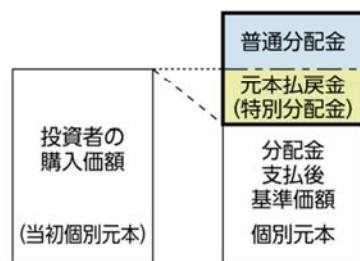 普通分配金
元本払戻金
(特別分配金)
投資者の
購入価額
(当初個別元本)
分配金
支払後
基準価額
個別元本